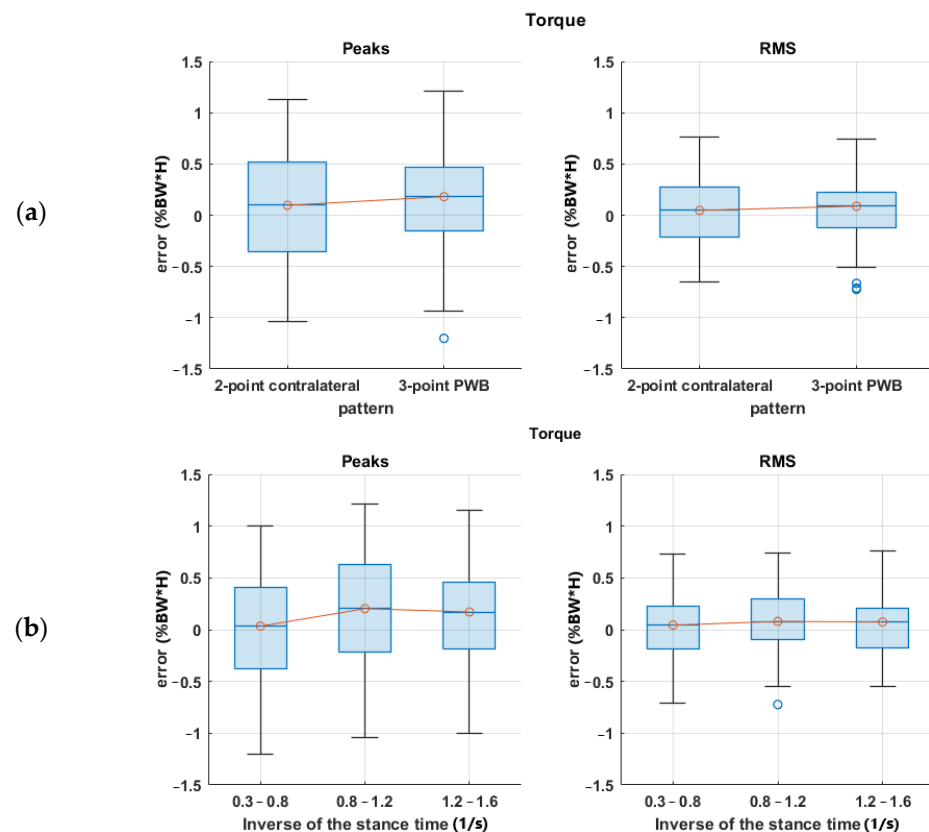 Torque
Peaks
RMS
1.5
1
0.5
0
−0.5
−1
−1.5
error (%BW*H)
2-point contralateral
3-point PWB
pattern
1.5
1
0.5
0
−0.5
−1
−1.5
error (%BW*H)
2-point contralateral
3-point PWB
pattern
(a)
Torque
Peaks
RMS
1.5
1
0.5
0
−0.5
−1
−1.5
error (%BW*H)
0.3 – 0.8
0.8 – 1.2
1.2 – 1.6
Inverse of the stance time (1/s)
1.5
1
0.5
0
−0.5
−1
−1.5
error (%BW*H)
0.3 – 0.8
0.8 – 1.2
1.2 – 1.6
Inverse of the stance time (1/s)
(b)